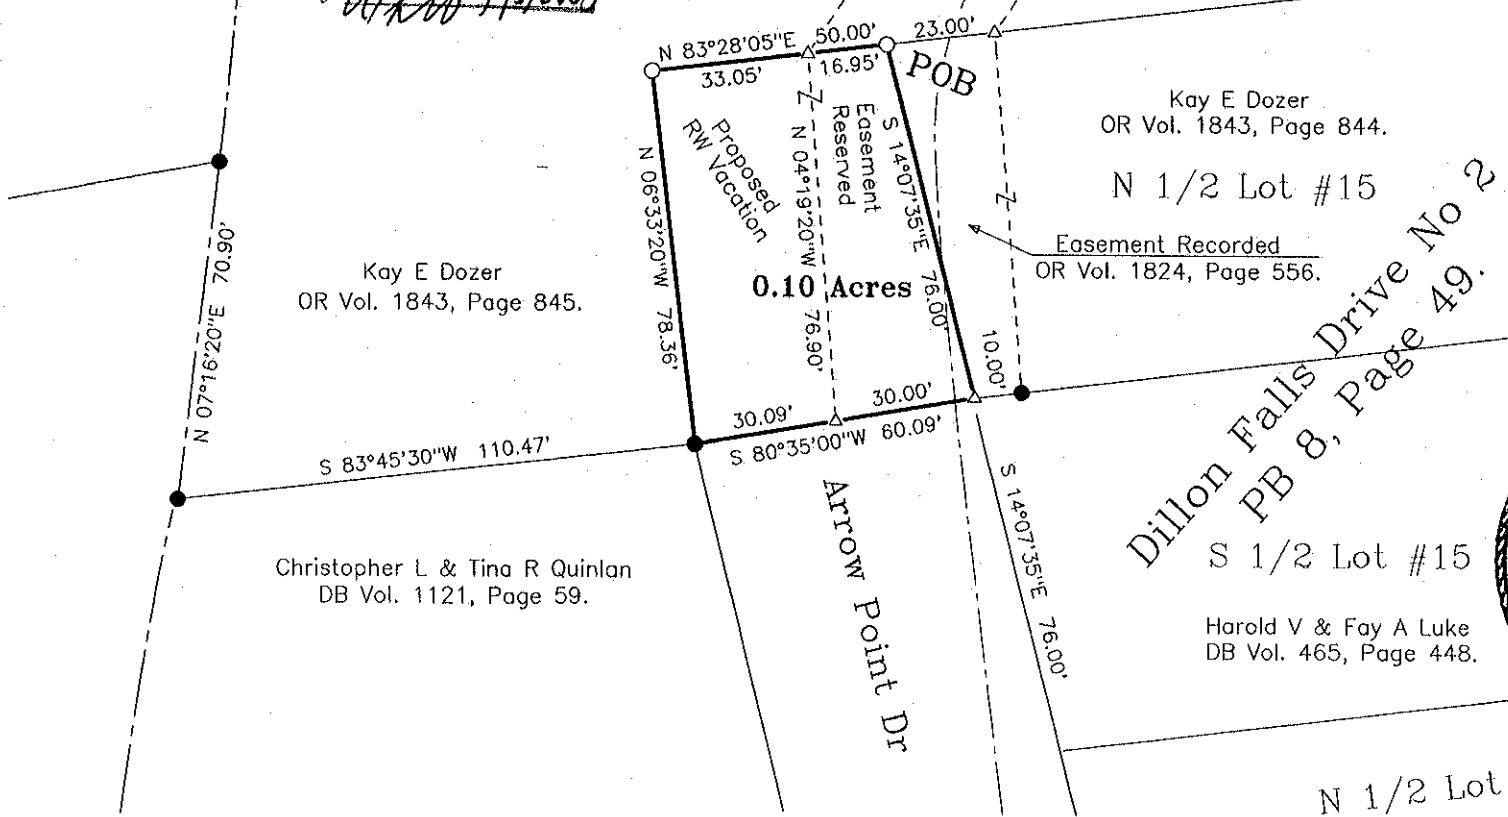 N 83°28'05"E
50.00'
23.00'
33.05'
16.95'
POB
Kay E Dozer
OR Vol. 1843, Page 844.
N 1/2 Lot #15
Proposed
RW Vacation
Easement
Reserved
N 06°33'20"W 78.36'
N 04°19'20"W 76.90'
S 14°07'35"E 76.00'
Easement Recorded
OR Vol. 1824, Page 556.
N 07°16'20"E 70.90'
Kay E Dozer
OR Vol. 1843, Page 845.
0.10 Acres
10.00'
30.09'
30.00'
S 80°35'00"W 60.09'
S 83°45'30"W 110.47'
Dillon Falls Drive No 2
PB 8, Page 49.
Arrow Point Dr
S 14°07'35"E 76.00'
Christopher L & Tina R Quinlan
DB Vol. 1121, Page 59.
S 1/2 Lot #15
Harold V & Fay A Luke
DB Vol. 465, Page 448.
N 1/2 Lot